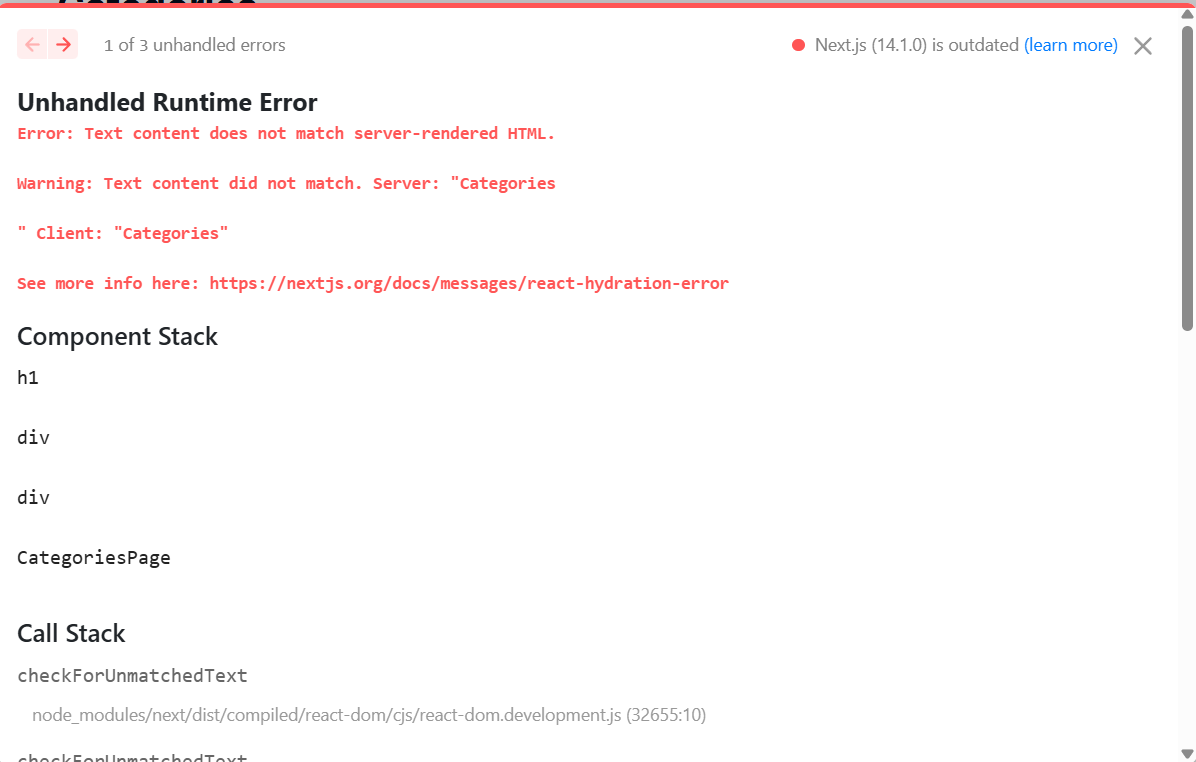 Categories
1 of 3 unhandled errors
Next.js (14.1.0) is outdated (learn more)
Unhandled Runtime Error
Error: Text content does not match server-rendered HTML.
Warning: Text content did not match. Server: "Categories
" Client: "Categories"
See more info here: https://nextjs.org/docs/messages/react-hydration-error
Component Stack
h1
div
div
CategoriesPage
Call Stack
checkForUnmatchedText
node_modules/next/dist/compiled/react-dom/cjs/react-dom.development.js (32655:10)
checkForUnmatchedText